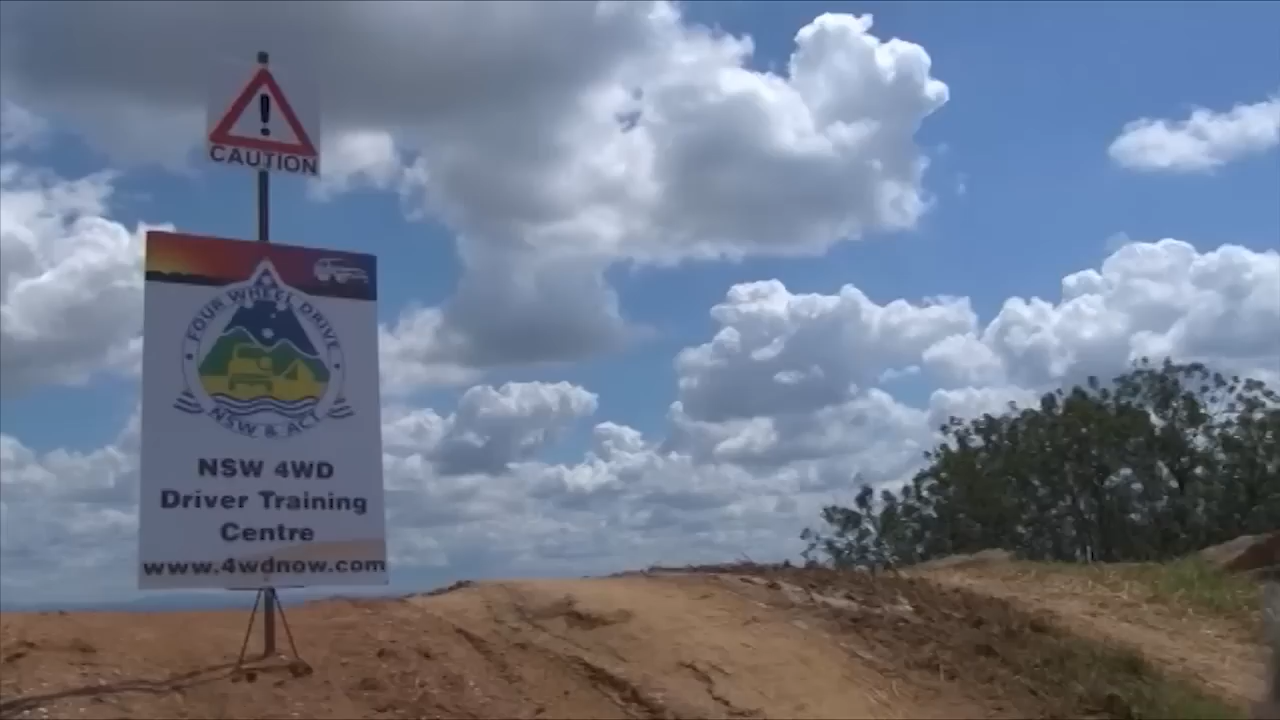 !
CAUTION
FOUR WHEEL DRIVE
NSW & ACT
NSW 4WD
Driver Training
Centre
www.4wdnow.com